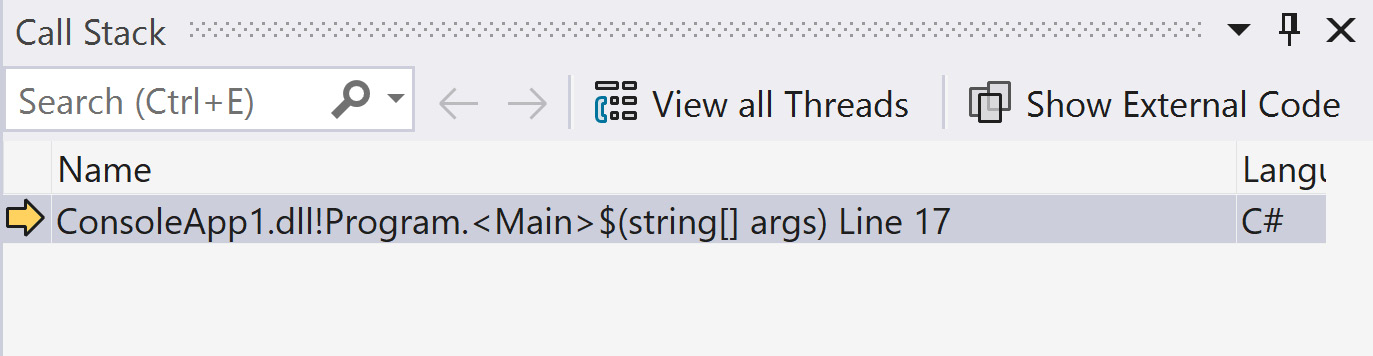 Call Stack
Search (Ctrl+E) View all Threads Show External Code
Name Langu
ConsoleApp1.dll!Program.<Main>$(string[] args) Line 17 C#